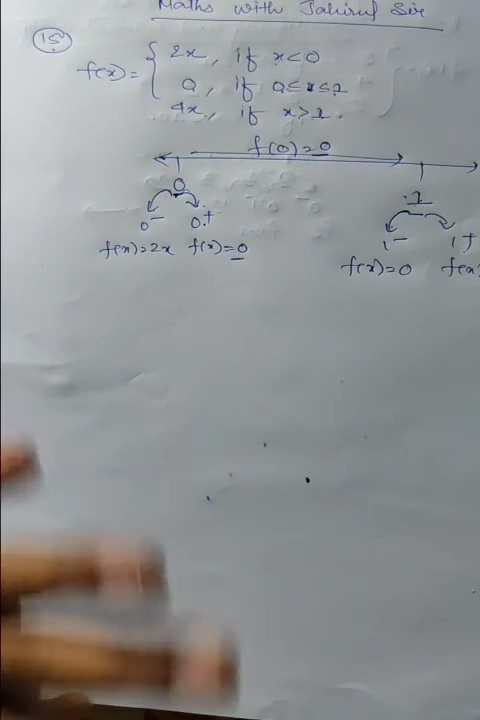 Maths with Jahirul Sir
15
f(x) = { 2x, if x<0
0, if 0≤x≤1
4x, if x>1.
f(0)=0
0 1
0⁻ 0⁺ 1⁻ 1⁺
f(x)=2x f(x)=0 f(x)=0 f(x)